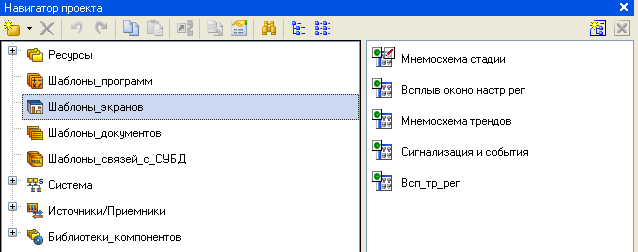 Навигатор проекта
Ресурсы
Шаблоны_программ
Шаблоны_экранов
Шаблоны_документов
Шаблоны_связей_с_СУБД
Система
Источники/Приемники
Библиотеки_компонентов
Мнемосхема стадии
Всплыв оконо настр рег
Мнемосхема трендов
Сигнализация и события
Всп_тр_рег